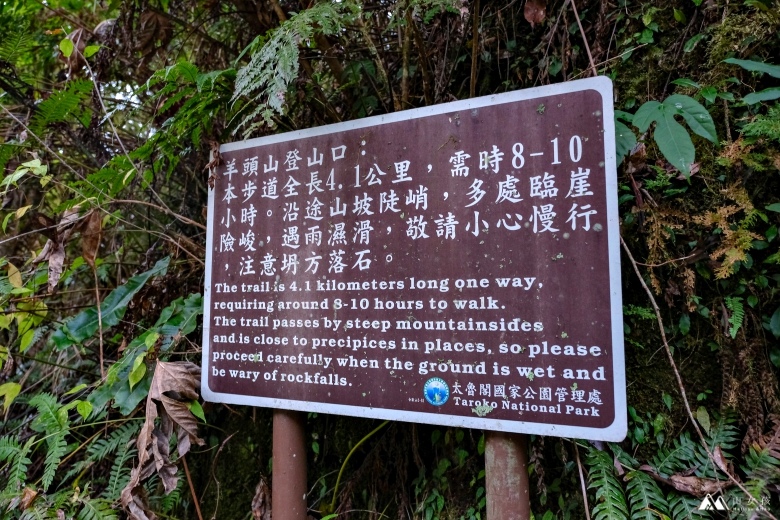 羊頭山登山口：
本步道全長4.1公里，需時8-10
小時。沿途山坡陡峭，多處臨崖
險峻，遇雨濕滑，敬請小心慢行
，注意坍方落石。
The trail is 4.1 kilometers long one way,
requiring around 8-10 hours to walk.
The trail passes by steep mountainsides
and is close to precipices in places, so please
proceed carefully when the ground is wet and
be wary of rockfalls.
太魯閣國家公園管理處
Taroko National Park
山女孩